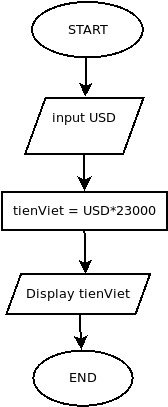 START
input USD
tienViet = USD*23000
Display tienViet
END